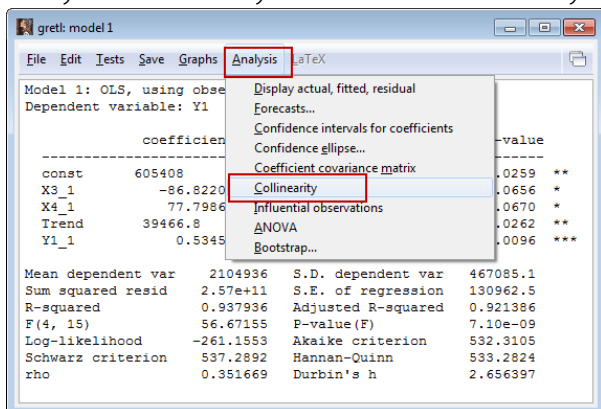 gretl: model 1
File Edit Tests Save Graphs Analysis LaTeX
Model 1: OLS, using obse
Dependent variable: Y1
coefficien -value
const 605408 .0259 **
X3_1 -86.8220 .0656 *
X4_1 77.7986 .0670 *
Trend 39466.8 .0262 **
Y1_1 0.5345 .0096 ***
Display actual, fitted, residual
Forecasts...
Confidence intervals for coefficients
Confidence ellipse...
Coefficient covariance matrix
Collinearity
Influential observations
ANOVA
Bootstrap...
Mean dependent var 2104936 S.D. dependent var 467085.1
Sum squared resid 2.57e+11 S.E. of regression 130962.5
R-squared 0.937936 Adjusted R-squared 0.921386
F(4, 15) 56.67155 P-value(F) 7.10e-09
Log-likelihood -261.1553 Akaike criterion 532.3105
Schwarz criterion 537.2892 Hannan-Quinn 533.2824
rho 0.351669 Durbin's h 2.656397